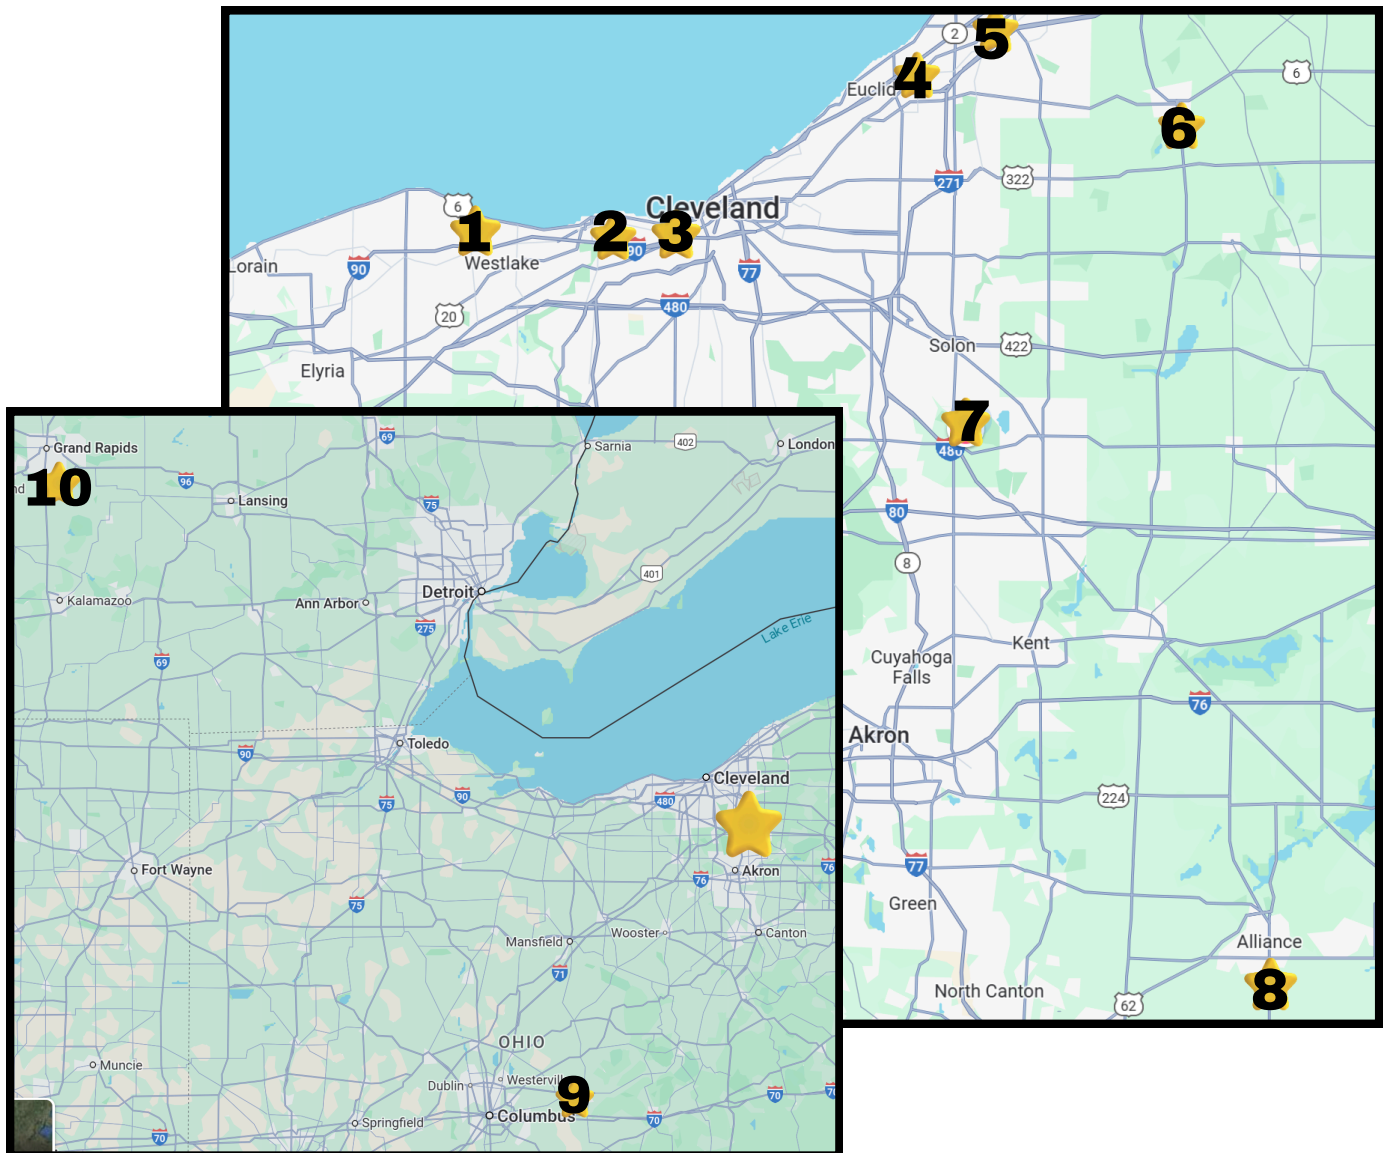 2
5
4
Euclid
6
6
322
271
6
Cleveland
1
2
90
3
Westlake
Lorain
90
77
20
480
Solon
422
Elyria
7
480
80
8
Kent
Cuyahoga
Falls
76
Akron
224
77
Green
Alliance
North Canton
62
8
69
Sarnia
402
London
Grand Rapids
nd
10
96
Lansing
75
401
Kalamazoo
Ann Arbor
Detroit
275
Lake Erie
69
90
Toledo
75
90
480
Cleveland
Fort Wayne
75
76
Akron
76
Mansfield
Wooster
Canton
71
OHIO
Muncie
Dublin
Westervill
9
70
70
Columbus
70
Springfield
70